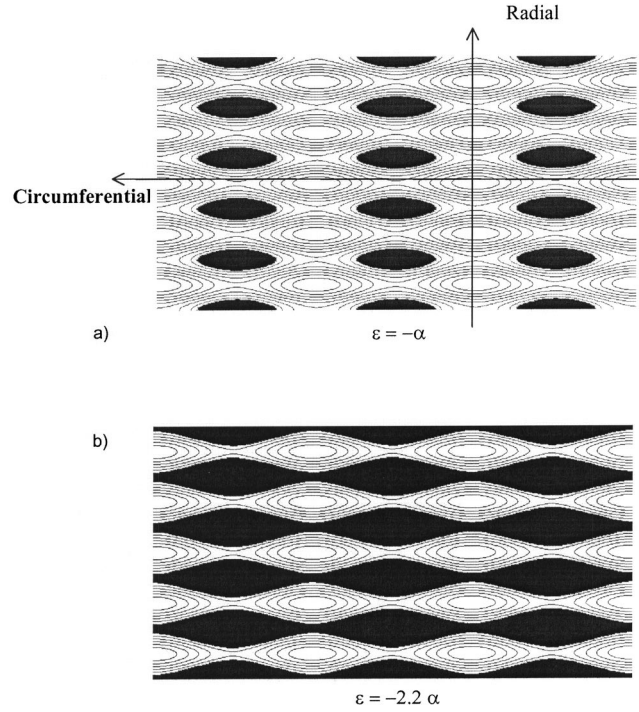 Radial
Circumferential
a)
ε = −α
b)
ε = −2.2 α